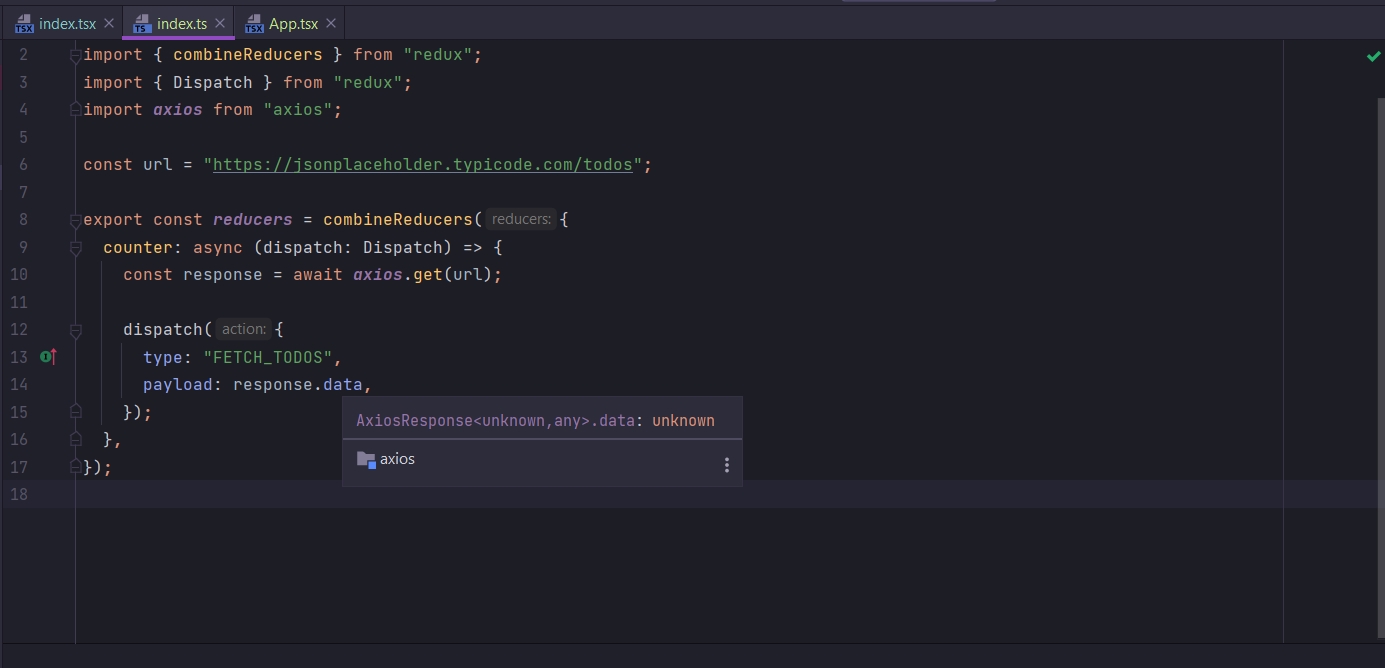 index.tsx index.ts App.tsx
2 import { combineReducers } from "redux";
3 import { Dispatch } from "redux";
4 import axios from "axios";
5
6 const url = "https://jsonplaceholder.typicode.com/todos";
7
8 export const reducers = combineReducers( reducers: {
9 counter: async (dispatch: Dispatch) => {
10 const response = await axios.get(url);
11
12 dispatch( action: {
13 type: "FETCH_TODOS",
14 payload: response.data,
15 });
AxiosResponse<unknown,any>.data: unknown
16 },
axios
17 });
18